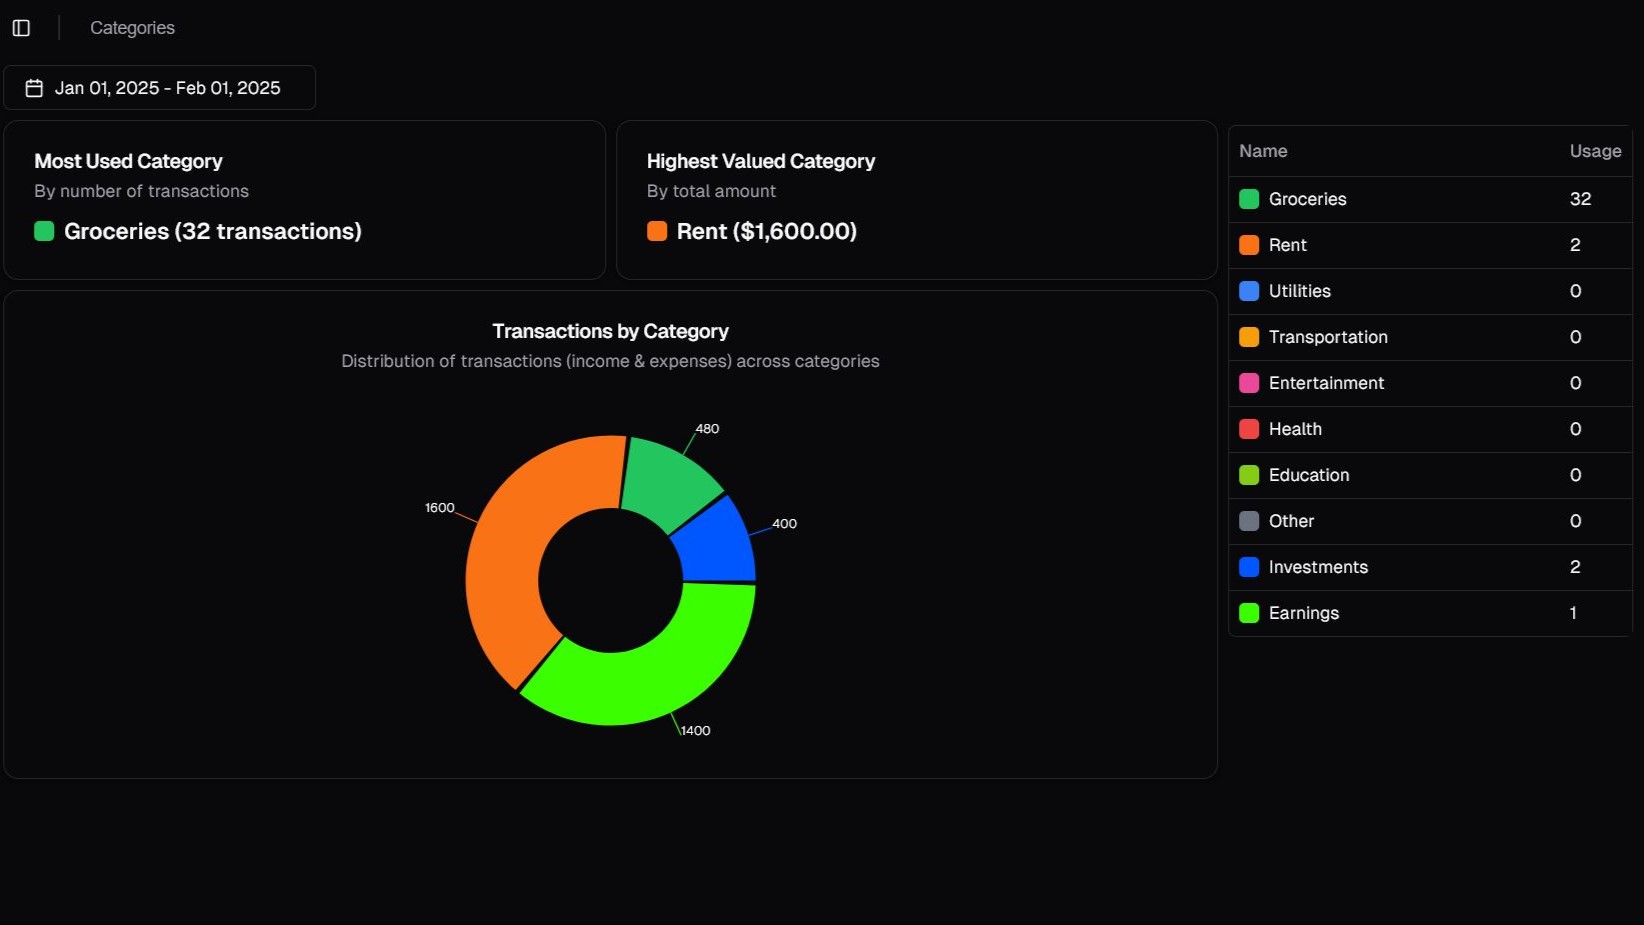 Categories
Jan 01, 2025 - Feb 01, 2025
Most Used Category
By number of transactions
Groceries (32 transactions)
Highest Valued Category
By total amount
Rent ($1,600.00)
Transactions by Category
Distribution of transactions (income & expenses) across categories
480
400
1400
1600
Name Usage
Groceries 32
Rent 2
Utilities 0
Transportation 0
Entertainment 0
Health 0
Education 0
Other 0
Investments 2
Earnings 1